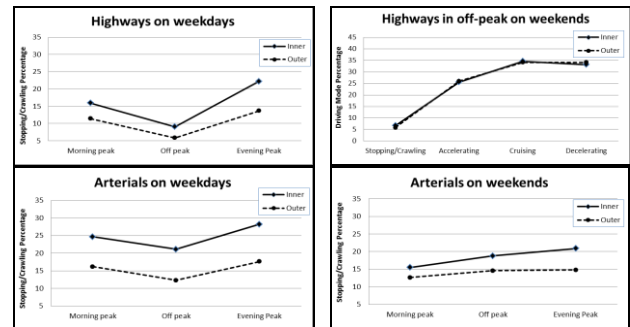 Highways on weekdays
Stopping/Crawling Percentage
35
30
25
20
15
10
5
Inner
Outer
Morning peak
Off peak
Evening Peak
Highways in off-peak on weekends
Driving Mode Percentage
45
40
35
30
25
20
15
10
5
0
Inner
Outer
Stopping/Crawling
Accelerating
Cruising
Decelerating
Arterials on weekdays
Stopping/Crawling Percentage
35
30
25
20
15
10
5
Inner
Outer
Morning peak
Off peak
Evening Peak
Arterials on weekends
Stopping/Crawling Percentage
35
30
25
20
15
10
5
0
Inner
Outer
Morning peak
Off peak
Evening Peak